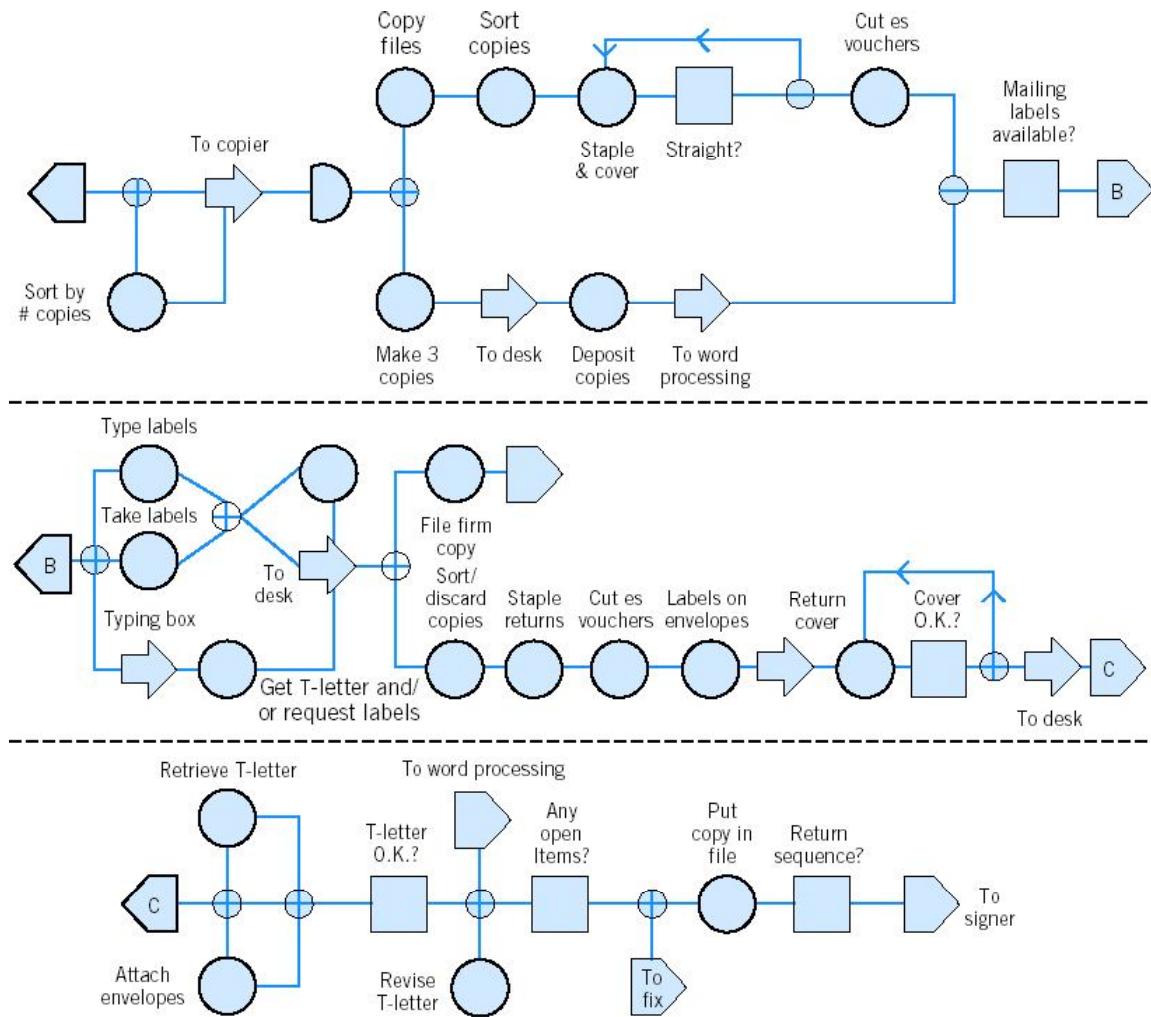 Copy
files
Sort
copies
Cut es
vouchers
Mailing
labels
available?
To copier
Staple
& cover
Straight?
B
Sort by
# copies
Make 3
copies
To desk
Deposit
copies
To word
processing
Type labels
Take labels
B
To
desk
File firm
copy
Typing box
Get T-letter and/
or request labels
Sort/
discard
copies
Staple
returns
Cut es
vouchers
Labels on
envelopes
Return
cover
Cover
O.K.?
C
To desk
Retrieve T-letter
To word processing
T-letter
O.K.?
Any
open
Items?
Put
copy in
file
Return
sequence?
C
To
signer
Attach
envelopes
Revise
T-letter
To
fix